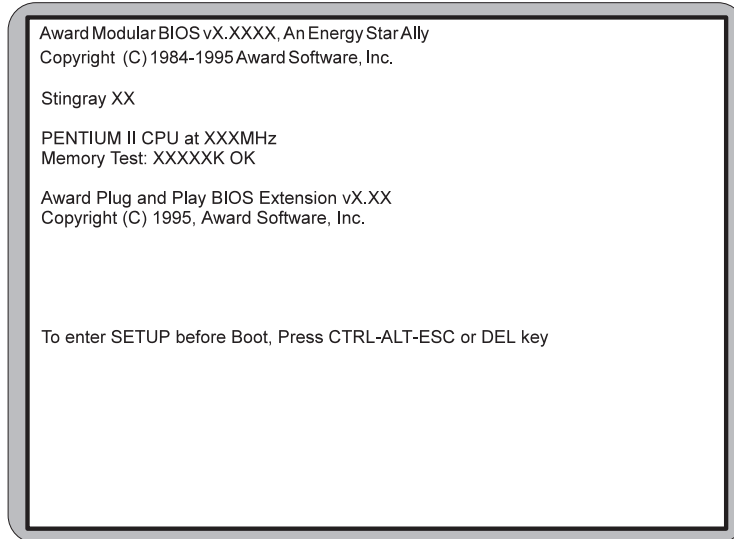 Award Modular BIOS vX.XXXX, An Energy Star Ally
Copyright (C) 1984-1995 Award Software, Inc.
Stingray XX
PENTIUM II CPU at XXXMHz
Memory Test: XXXXXK OK
Award Plug and Play BIOS Extension vX.XX
Copyright (C) 1995, Award Software, Inc.
To enter SETUP before Boot, Press CTRL-ALT-ESC or DEL key